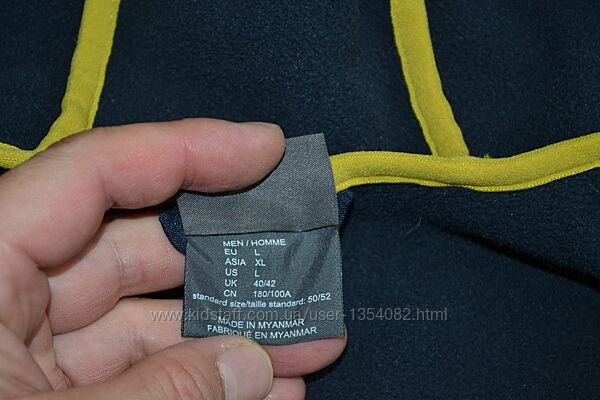 MEN / HOMME
EU L
ASIA XL
US L
UK 40/42
CN 180/100A
standard size/taille standard: 50/52
www.kidstaff.com.ua/user-1354082.html
MADE IN MYANMAR
FABRIQUÉ EN MYANMAR